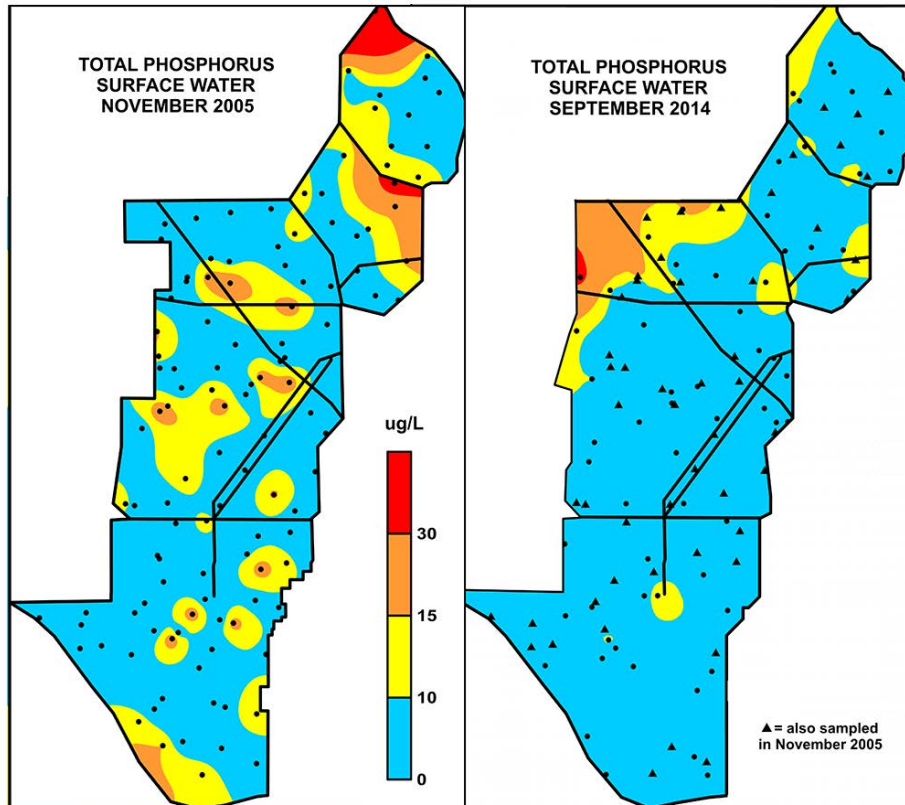 TOTAL PHOSPHORUS
SURFACE WATER
NOVEMBER 2005
TOTAL PHOSPHORUS
SURFACE WATER
SEPTEMBER 2014
ug/L
30
15
10
0
▲= also sampled
in November 2005